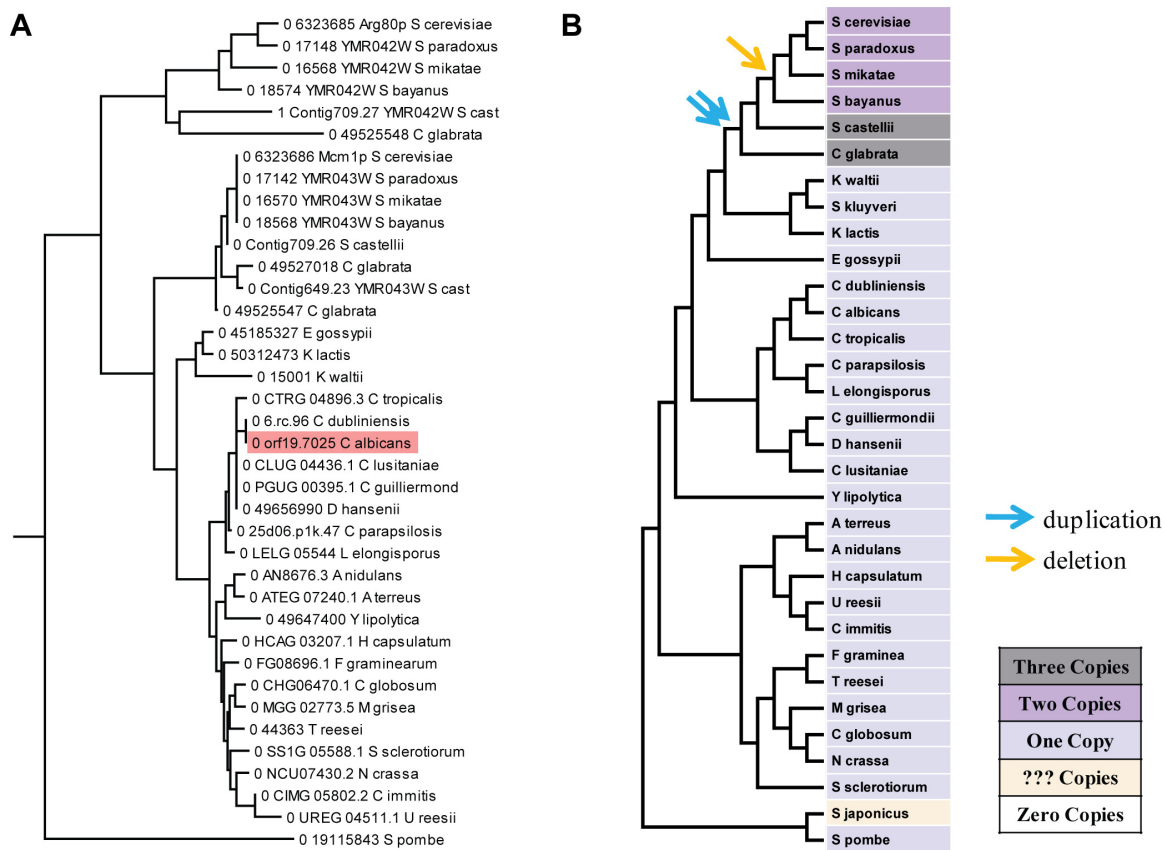 A
0 6323685 Arg80p S cerevisiae
0 17148 YMR042W S paradoxus
0 16568 YMR042W S mikatae
0 18574 YMR042W S bayanus
1 Contig709.27 YMR042W S cast
0 49525548 C glabrata
0 6323686 Mcm1p S cerevisiae
0 17142 YMR043W S paradoxus
0 16570 YMR043W S mikatae
0 18568 YMR043W S bayanus
0 Contig709.26 S castellii
0 49527018 C glabrata
0 Contig649.23 YMR043W S cast
0 49525547 C glabrata
0 45185327 E gossypii
0 50312473 K lactis
0 15001 K waltii
0 CTRG 04896.3 C tropicalis
0 6.rc.96 C dubliniensis
0 orf19.7025 C albicans
0 CLUG 04436.1 C lusitaniae
0 PGUG 00395.1 C guilliermond
0 49656990 D hansenii
0 25d06.p1k.47 C parapsilosis
0 LELG 05544 L elongisporus
0 AN8676.3 A nidulans
0 ATEG 07240.1 A terreus
0 49647400 Y lipolytica
0 HCAG 03207.1 H capsulatum
0 FG08696.1 F graminearum
0 CHG06470.1 C globosum
0 MGG 02773.5 M grisea
0 44363 T reesei
0 SS1G 05588.1 S sclerotiorum
0 NCU07430.2 N crassa
0 CIMG 05802.2 C immitis
0 UREG 04511.1 U reesii
0 19115843 S pombe
B
S cerevisiae
S paradoxus
S mikatae
S bayanus
S castellii
C glabrata
K waltii
S kluyveri
K lactis
E gossypii
C dubliniensis
C albicans
C tropicalis
C parapsilosis
L elongisporus
C guilliermondii
D hansenii
C lusitaniae
Y lipolytica
A terreus
A nidulans
H capsulatum
U reesii
C immitis
F graminea
T reesei
M grisea
C globosum
N crassa
S sclerotiorum
S japonicus
S pombe
duplication
deletion
Three Copies
Two Copies
One Copy
??? Copies
Zero Copies